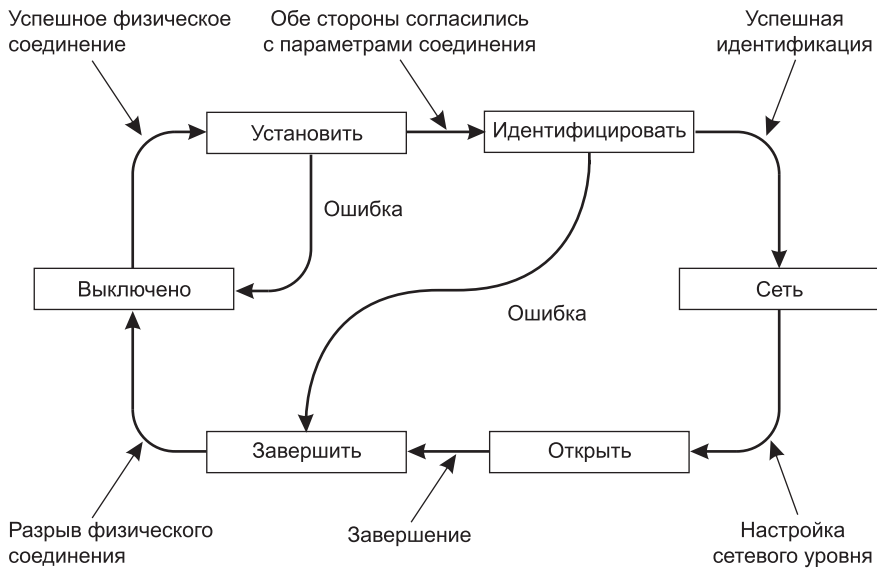 Успешное физическое
соединение
Обе стороны согласились
с параметрами соединения
Успешная
идентификация
Установить
Идентифицировать
Ошибка
Выключено
Сеть
Ошибка
Завершить
Открыть
Разрыв физического
соединения
Завершение
Настройка
сетевого уровня